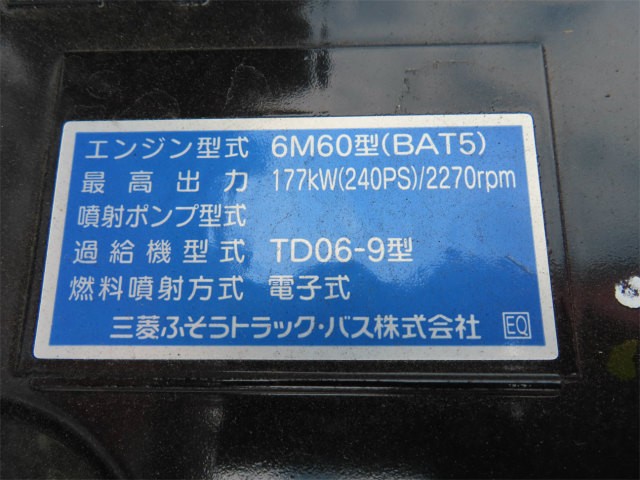 エンジン型式 6M60型(BAT5)
最高出力 177kW(240PS)/2270rpm
噴射ポンプ型式
過給機型式 TD06-9型
燃料噴射方式 電子式
三菱ふそうトラック・バス株式会社 EQ